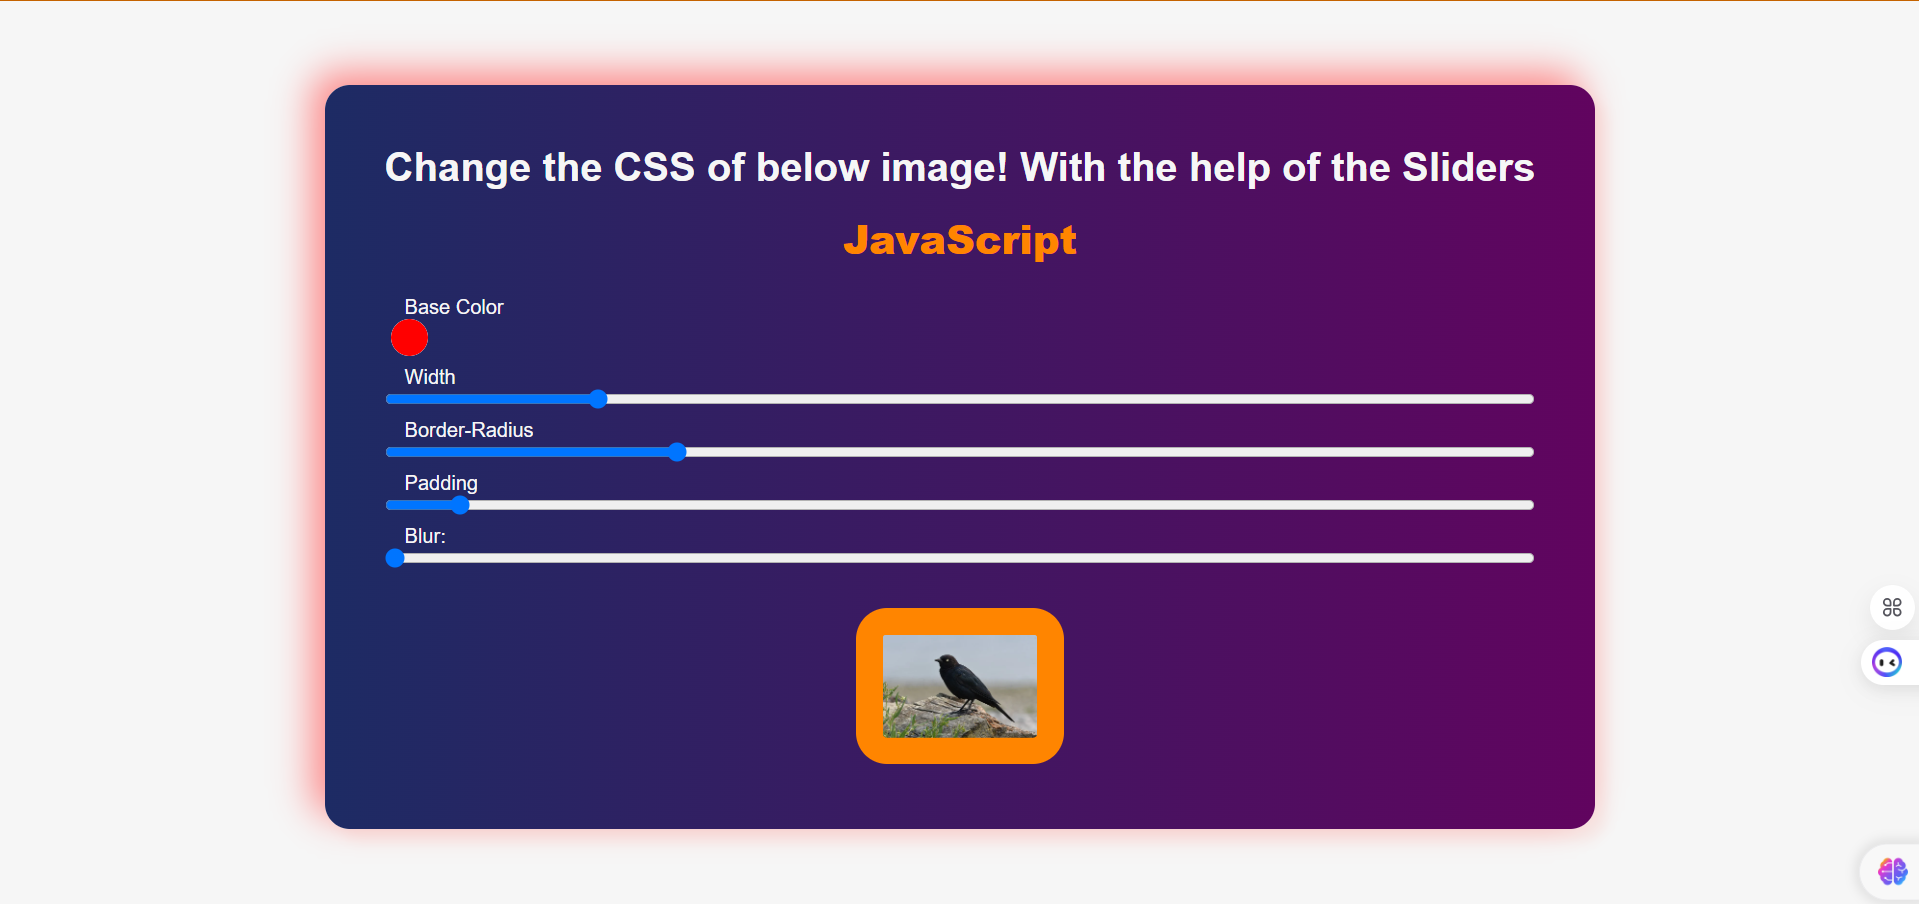 Change the CSS of below image! With the help of the Sliders
JavaScript
Base Color
Width
Border-Radius
Padding
Blur: